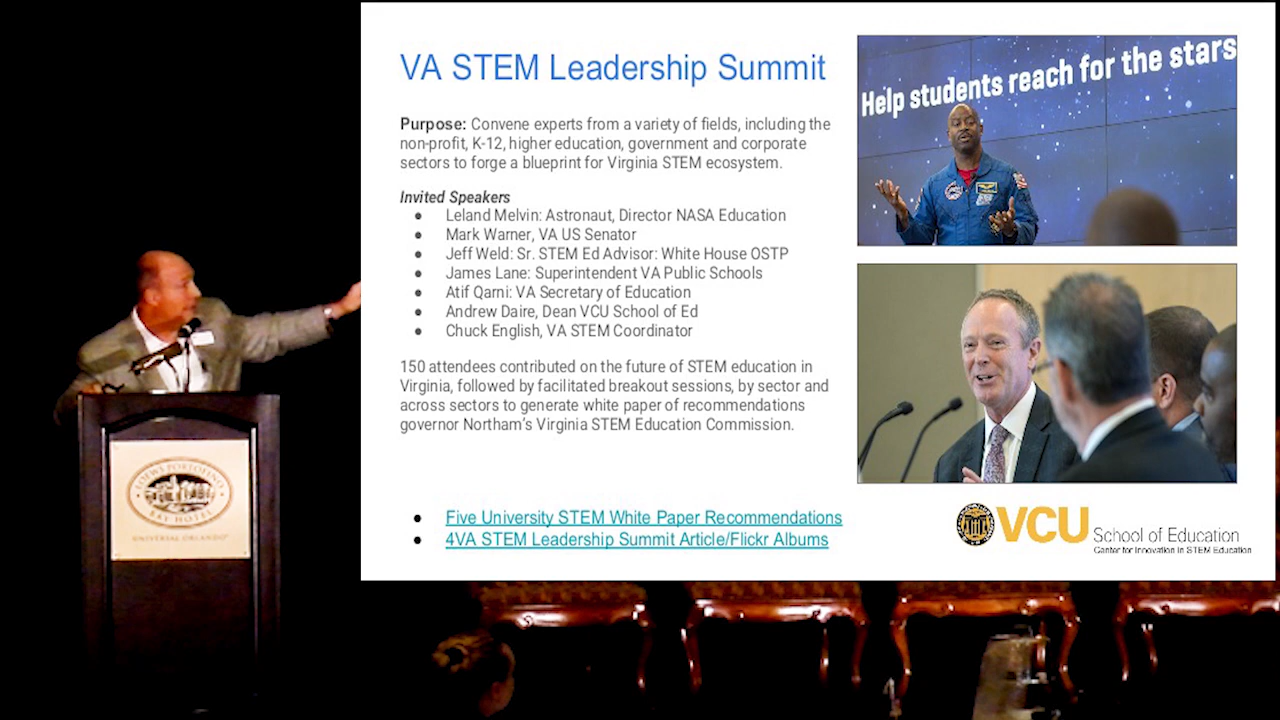 VA STEM Leadership Summit
Purpose: Convene experts from a variety of fields, including the
non-profit, K-12, higher education, government and corporate
sectors to forge a blueprint for Virginia STEM ecosystem.
Invited Speakers
● Leland Melvin: Astronaut, Director NASA Education
● Mark Warner, VA US Senator
● Jeff Weld: Sr. STEM Ed Advisor: White House OSTP
● James Lane: Superintendent VA Public Schools
● Atif Qarni: VA Secretary of Education
● Andrew Daire, Dean VCU School of Ed
● Chuck English, VA STEM Coordinator
150 attendees contributed on the future of STEM education in
Virginia, followed by facilitated breakout sessions, by sector and
across sectors to generate white paper of recommendations
governor Northam's Virginia STEM Education Commission.
● Five University STEM White Paper Recommendations
● 4VA STEM Leadership Summit Article/Flickr Albums
Help students reach for the stars
VCU School of Education
Center for Innovation in STEM Education
LOEWS PORTOFINO
BAY HOTEL
UNIVERSAL ORLANDO